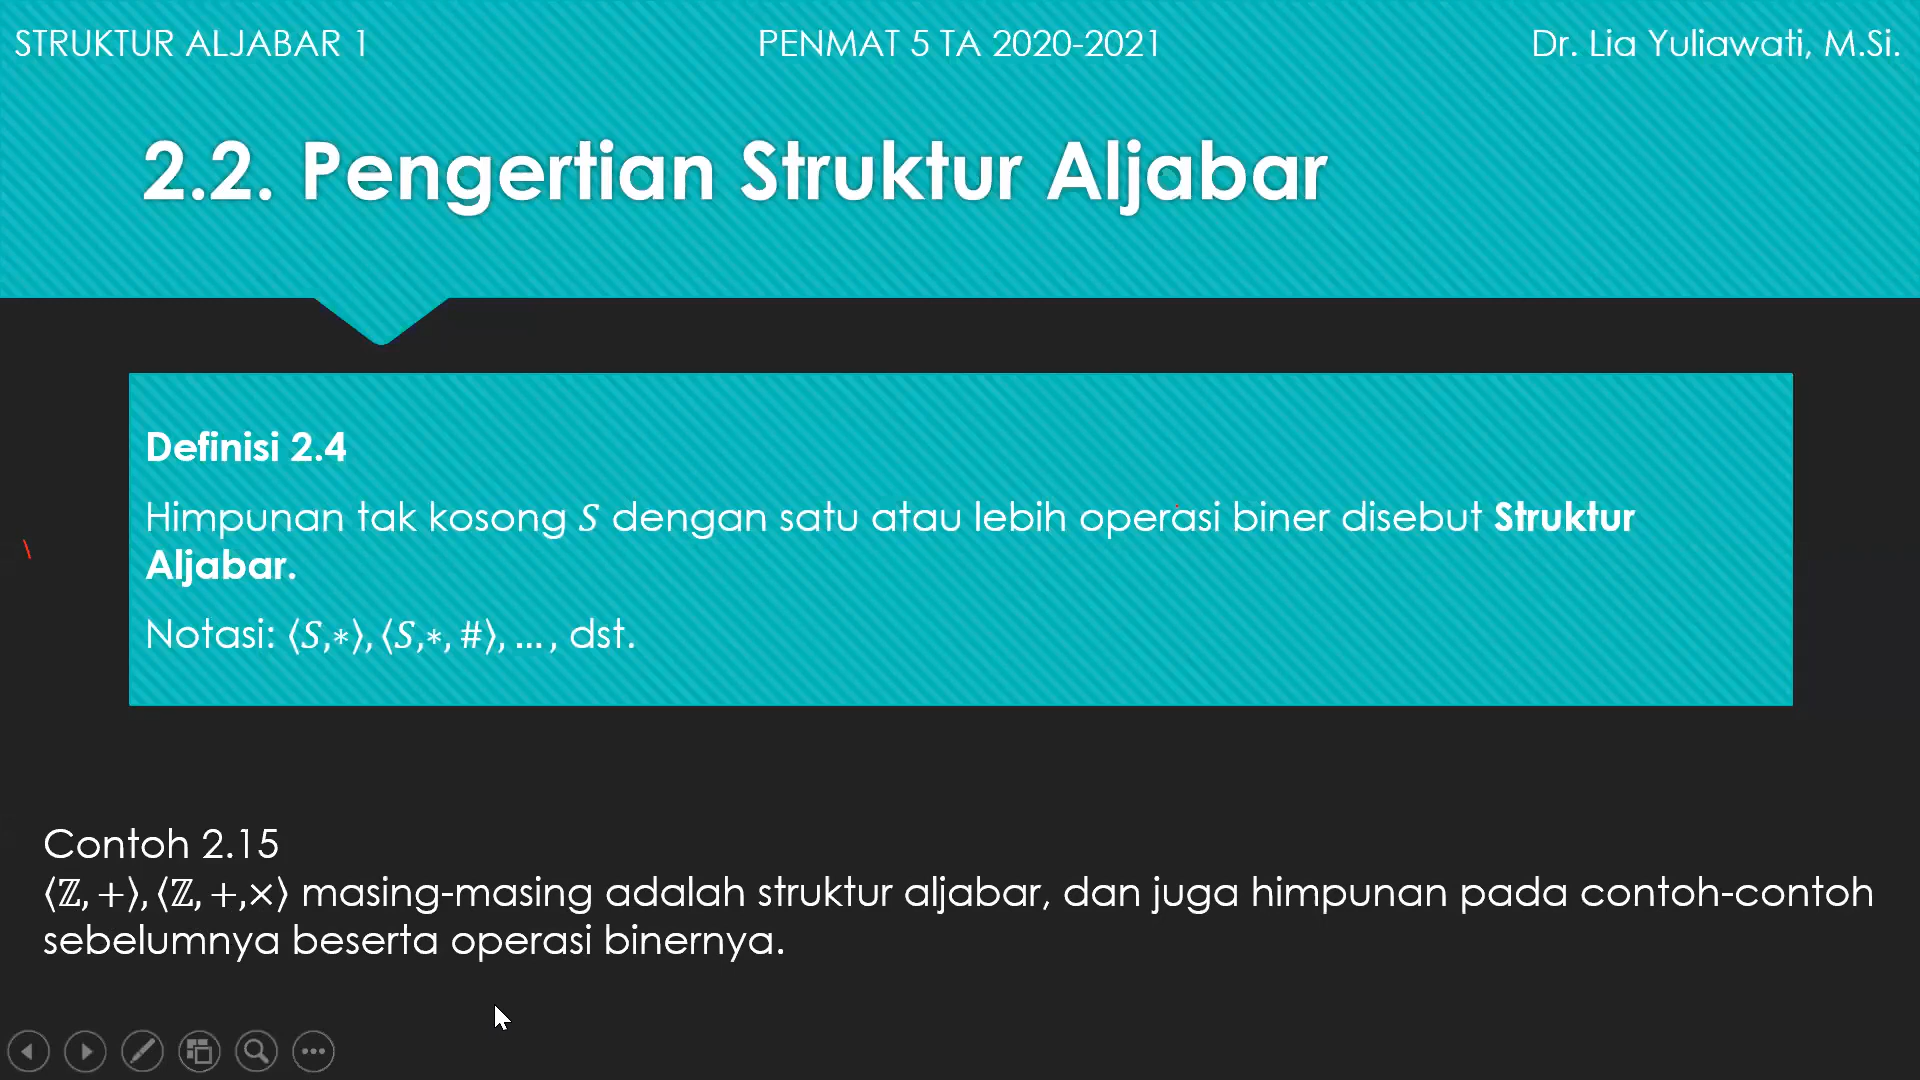 STRUKTUR ALJABAR 1
PENMAT 5 TA 2020-2021
Dr. Lia Yuliawati, M.Si.
2.2. Pengertian Struktur Aljabar
Definisi 2.4
Himpunan tak kosong 𝑆 dengan satu atau lebih operasi biner disebut Struktur
Aljabar.
Notasi: ⟨𝑆,∗⟩, ⟨𝑆,∗, #⟩, … , dst.
Contoh 2.15
⟨ℤ, +⟩, ⟨ℤ, +,×⟩ masing-masing adalah struktur aljabar, dan juga himpunan pada contoh-contoh
sebelumnya beserta operasi binernya.